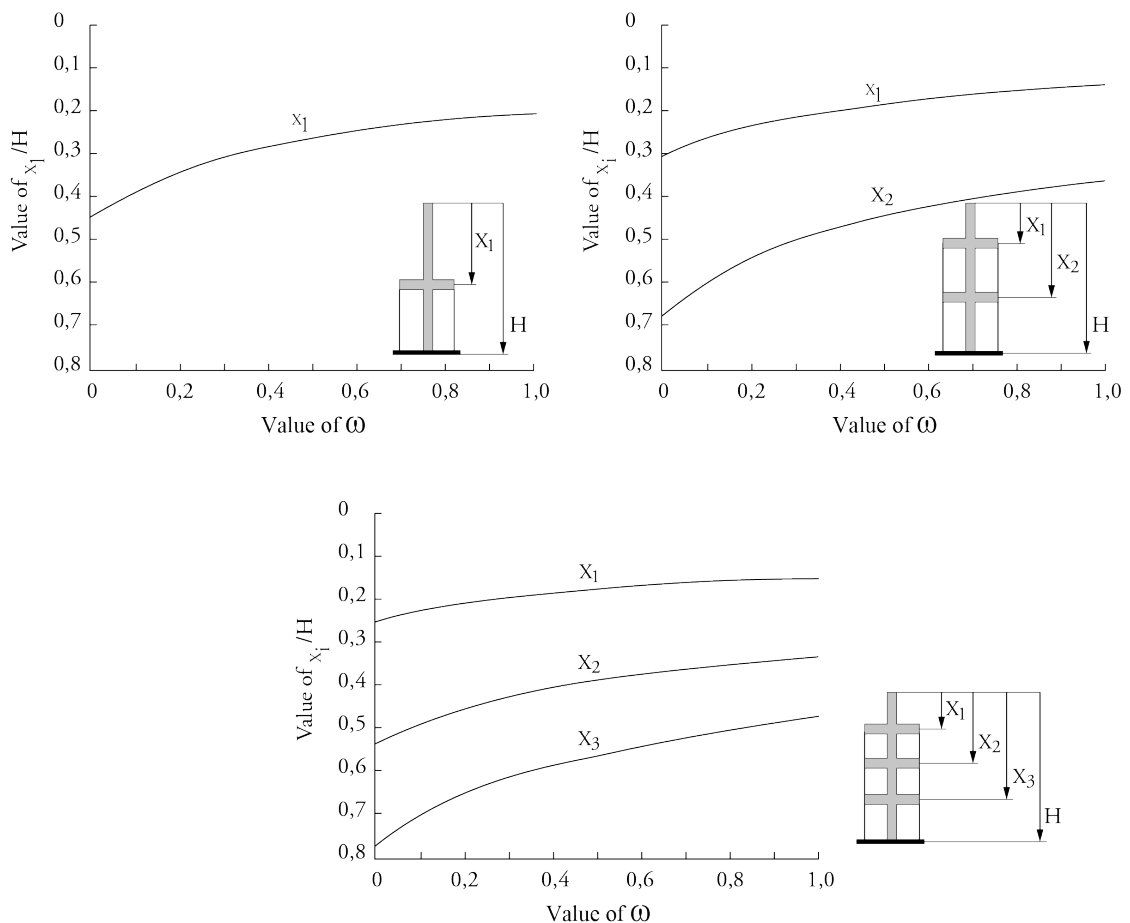 0
0,1
0,2
0,3
0,4
0,5
0,6
0,7
0,8
Value of x1/H
x1
X1
H
0 0,2 0,4 0,6 0,8 1,0
Value of ω
0
0,1
0,2
0,3
0,4
0,5
0,6
0,7
0,8
Value of xi/H
x1
X2
X1
X2
H
0 0,2 0,4 0,6 0,8 1,0
Value of ω
0
0,1
0,2
0,3
0,4
0,5
0,6
0,7
0,8
Value of xi/H
X1
X2
X3
X1
X2
X3
H
0 0,2 0,4 0,6 0,8 1,0
Value of ω